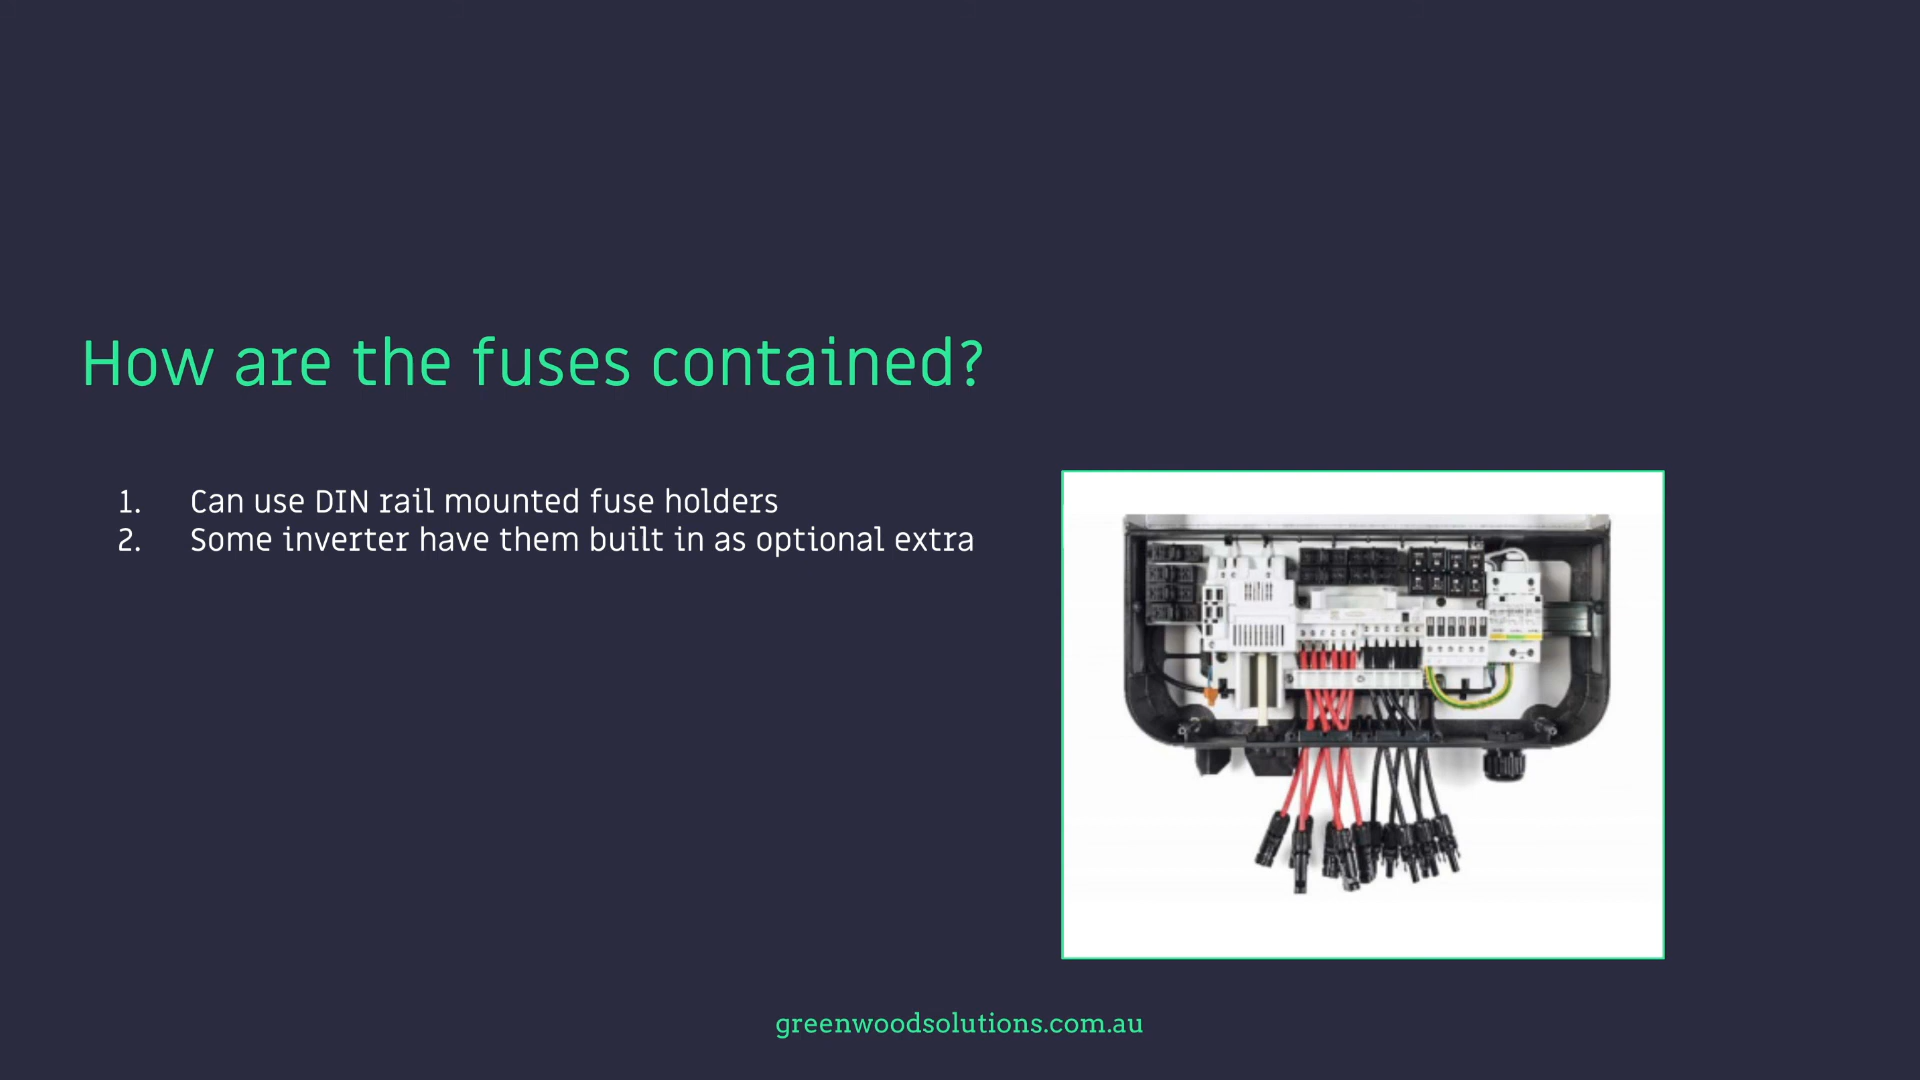 How are the fuses contained?
1. Can use DIN rail mounted fuse holders
2. Some inverter have them built in as optional extra
greenwoodsolutions.com.au